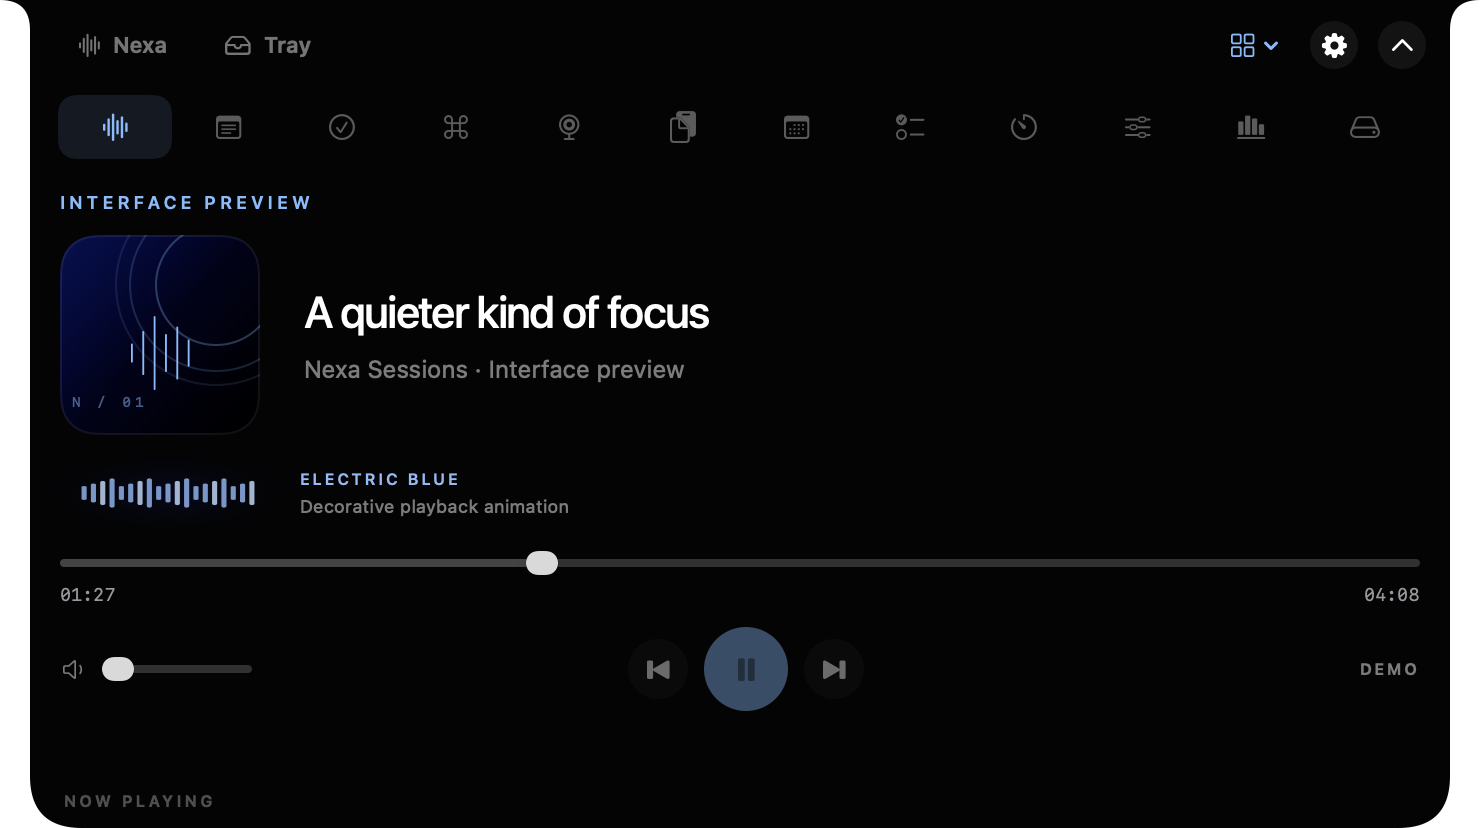 Nexa
Tray
INTERFACE PREVIEW
N / 01
A quieter kind of focus
Nexa Sessions · Interface preview
ELECTRIC BLUE
Decorative playback animation
01:27
04:08
DEMO
NOW PLAYING